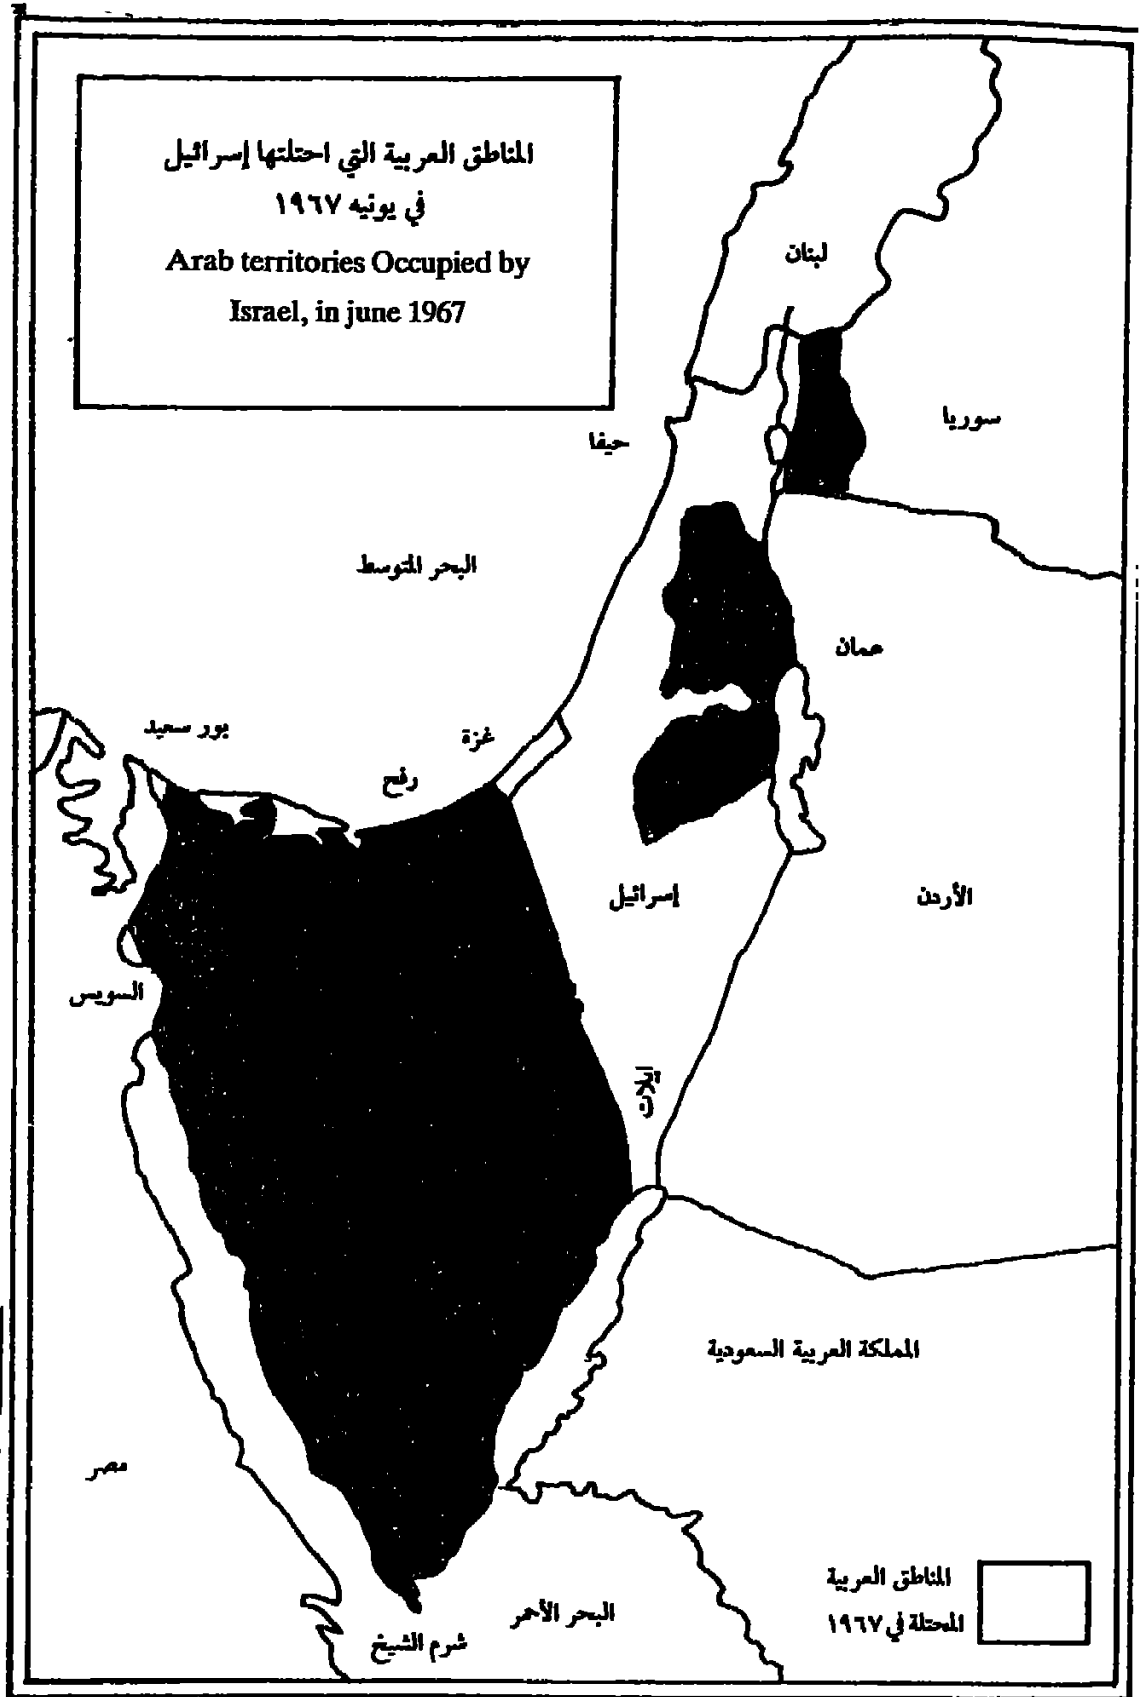 المناطق العربية التي احتلتها إسرائيل
في يونيه ١٩٦٧
Arab territories Occupied by
Israel, in june 1967
لبنان
سوريا
حيفا
البحر المتوسط
عمان
بور سعيد
غزة
رفح
إسرائيل
الأردن
السويس
ايلات
المملكة العربية السعودية
مصر
المناطق العربية
المحتلة في ١٩٦٧
البحر الأحمر
شرم الشيخ